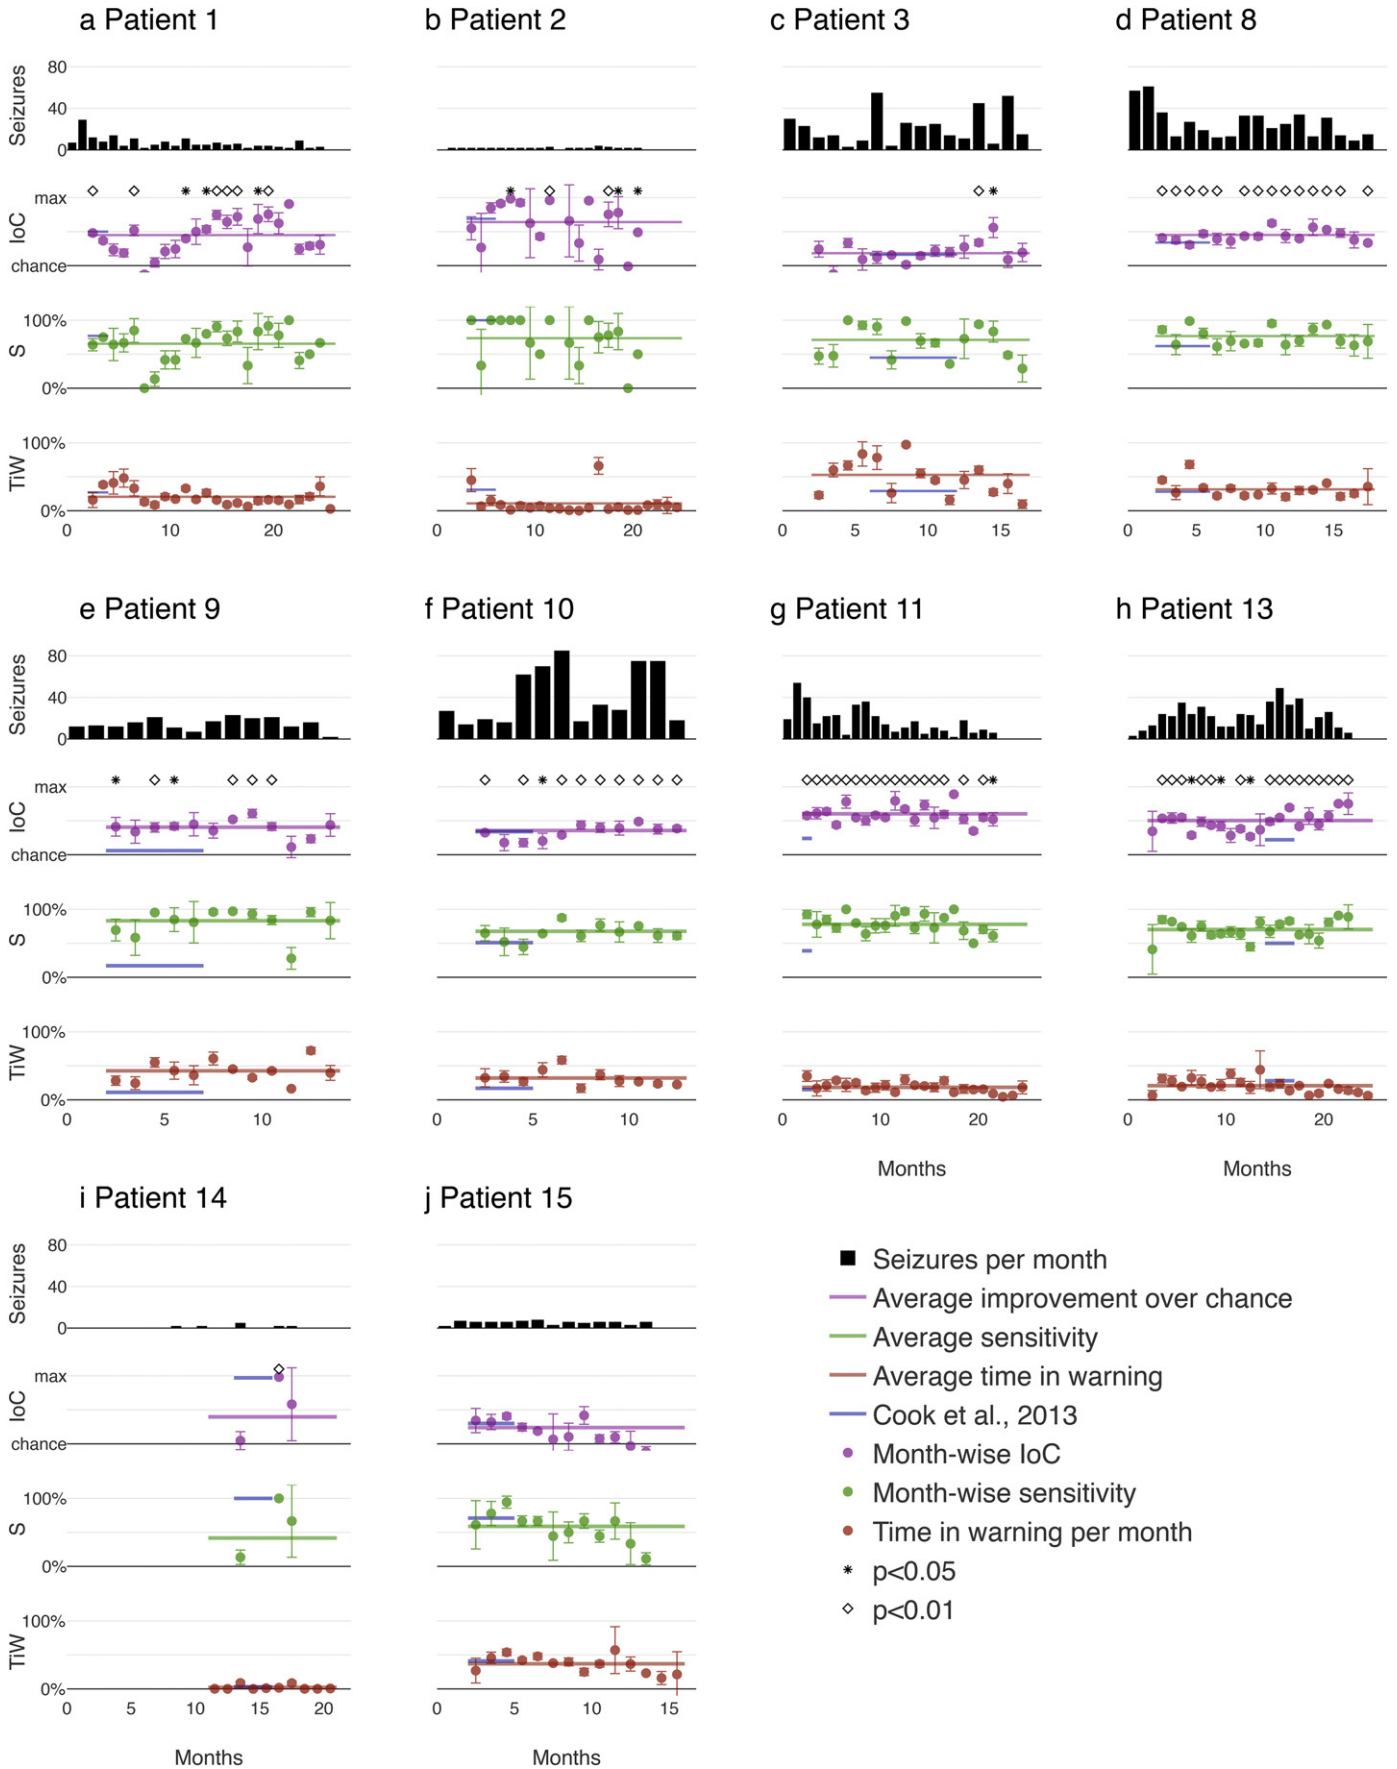 a Patient 1
b Patient 2
c Patient 3
d Patient 8
Seizures
80
40
0
IoC
max
chance
S
100%
0%
TiW
100%
0%
0 10 20
0 10 20
0 5 10 15
0 5 10 15
e Patient 9
f Patient 10
g Patient 11
h Patient 13
Seizures
80
40
0
IoC
max
chance
S
100%
0%
TiW
100%
0%
0 5 10
0 5 10
0 10 20
0 10 20
Months
Months
i Patient 14
j Patient 15
Seizures
80
40
0
IoC
max
chance
S
100%
0%
TiW
100%
0%
0 5 10 15 20
0 5 10 15
Months
Months
Seizures per month
Average improvement over chance
Average sensitivity
Average time in warning
Cook et al., 2013
Month-wise IoC
Month-wise sensitivity
Time in warning per month
p<0.05
p<0.01